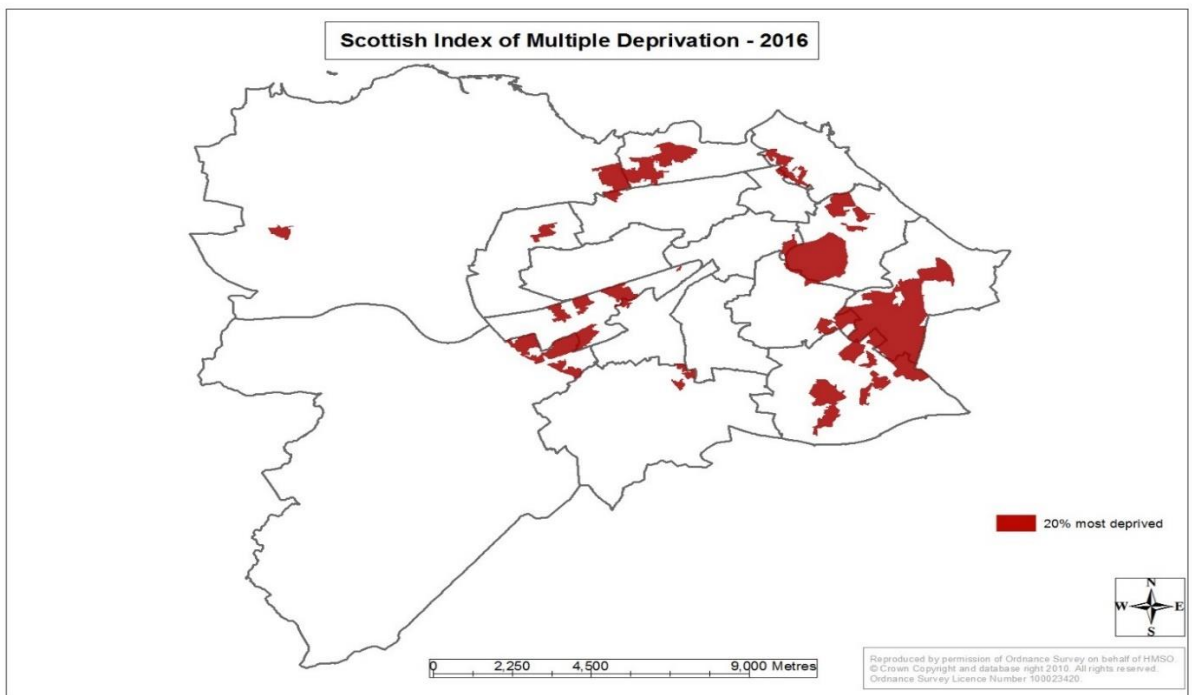 Scottish Index of Multiple Deprivation - 2016
20% most deprived
N
W E
S
0 2,250 4,500 9,000 Metres
Reproduced by permission of Ordnance Survey on behalf of HMSO.
© Crown Copyright and database right 2010. All rights reserved.
Ordnance Survey Licence Number 100023420.